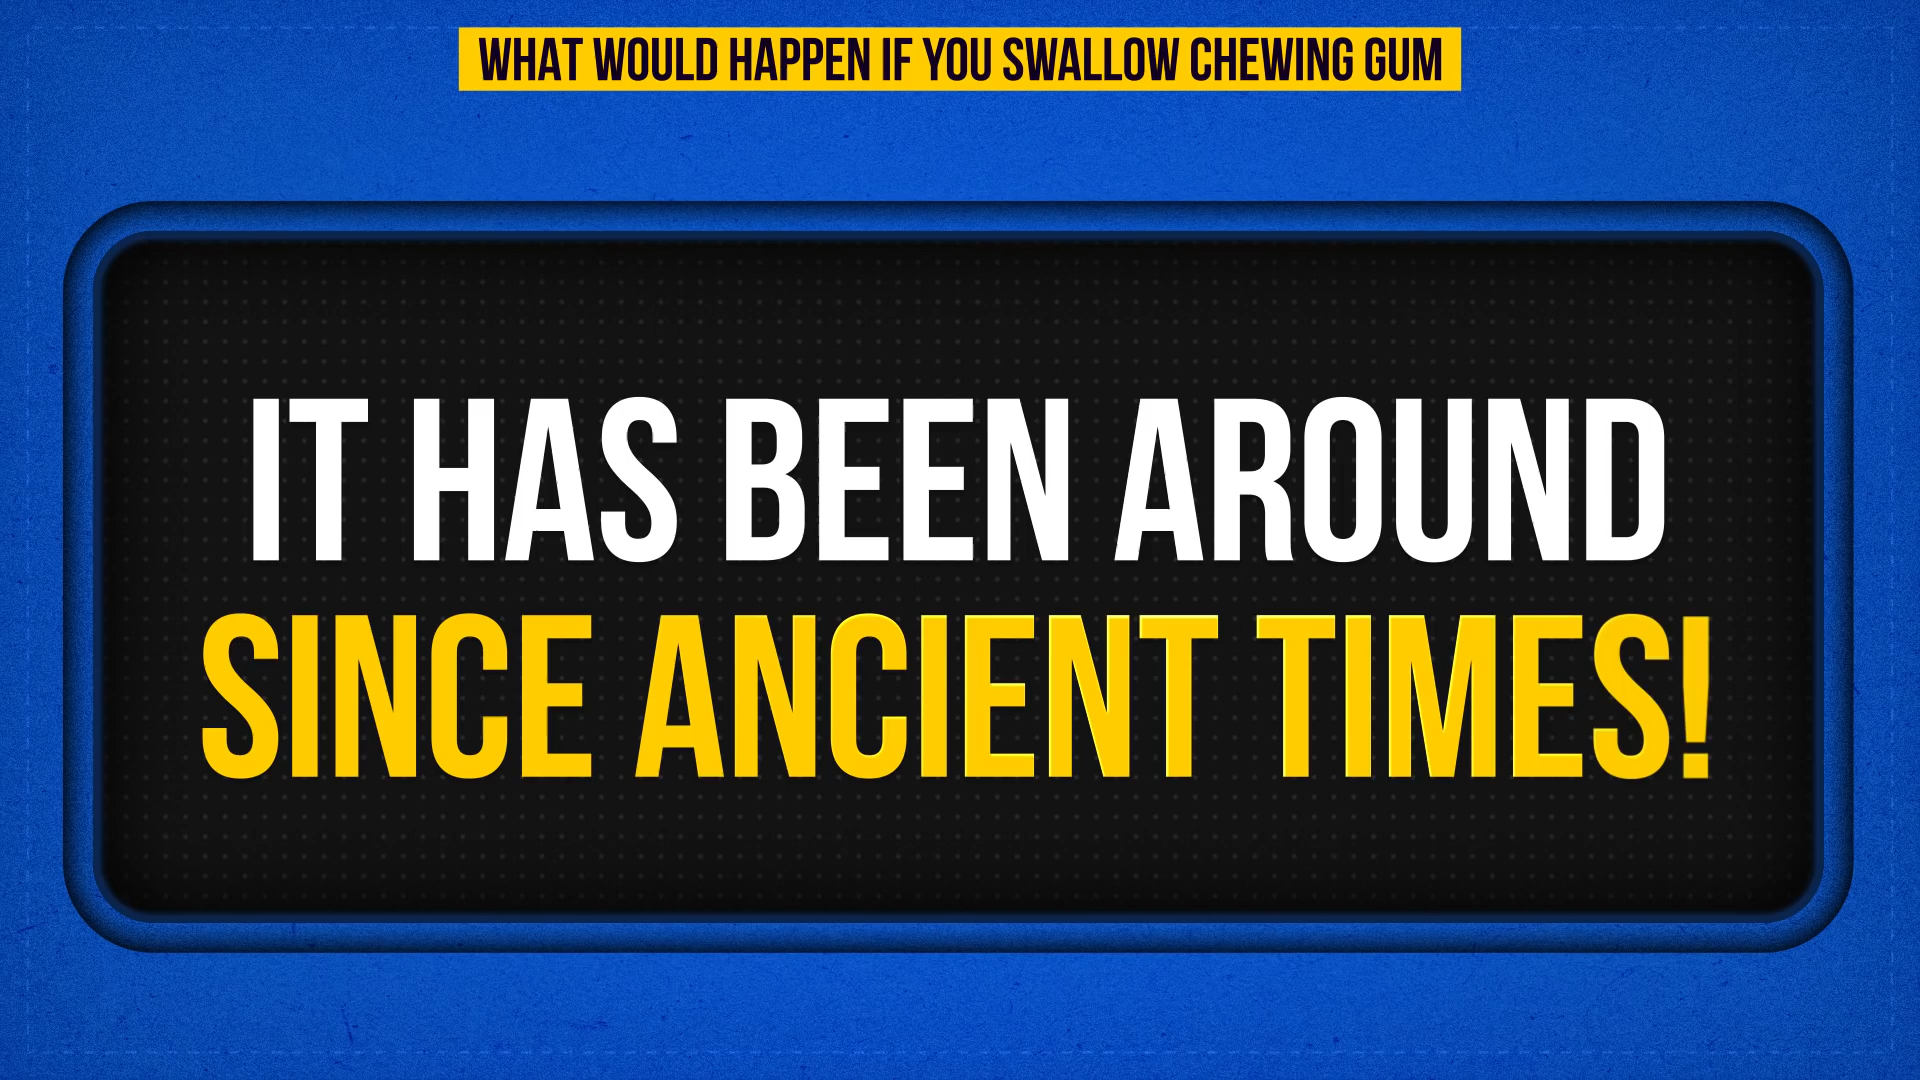 WHAT WOULD HAPPEN IF YOU SWALLOW CHEWING GUM
IT HAS BEEN AROUND
SINCE ANCIENT TIMES!